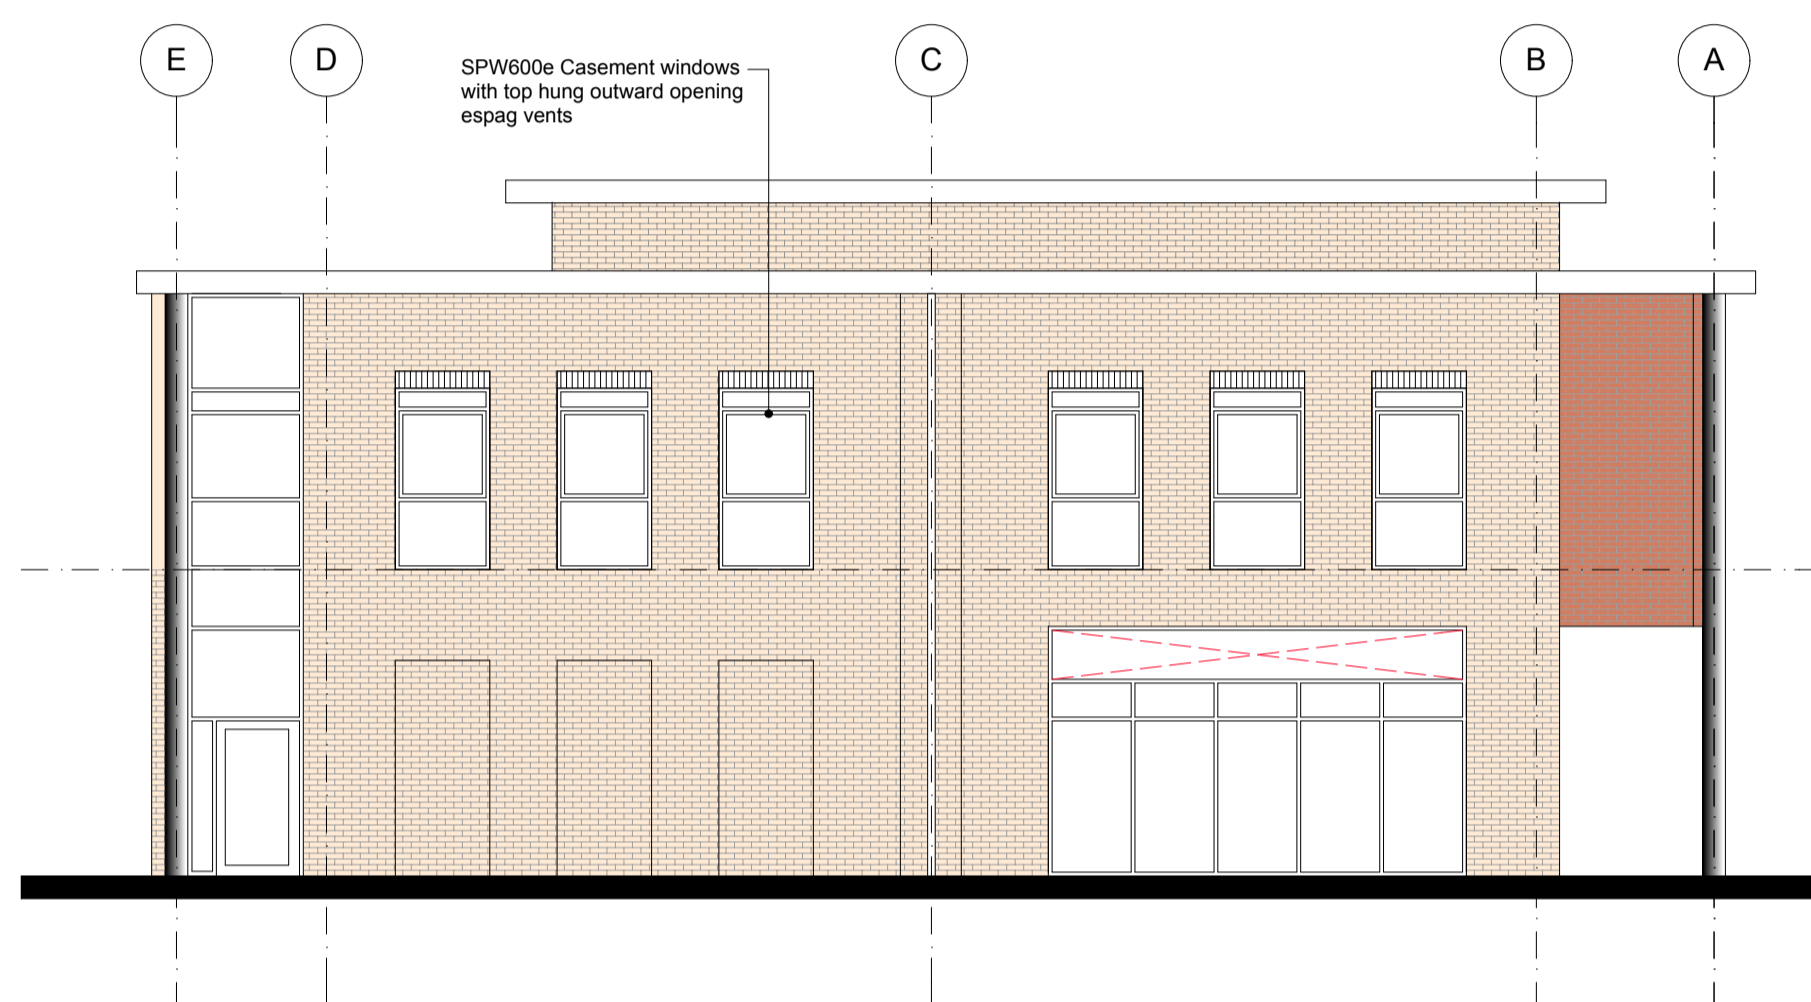 E
D
C
B
A
SPW600e Casement windows
with top hung outward opening
espag vents